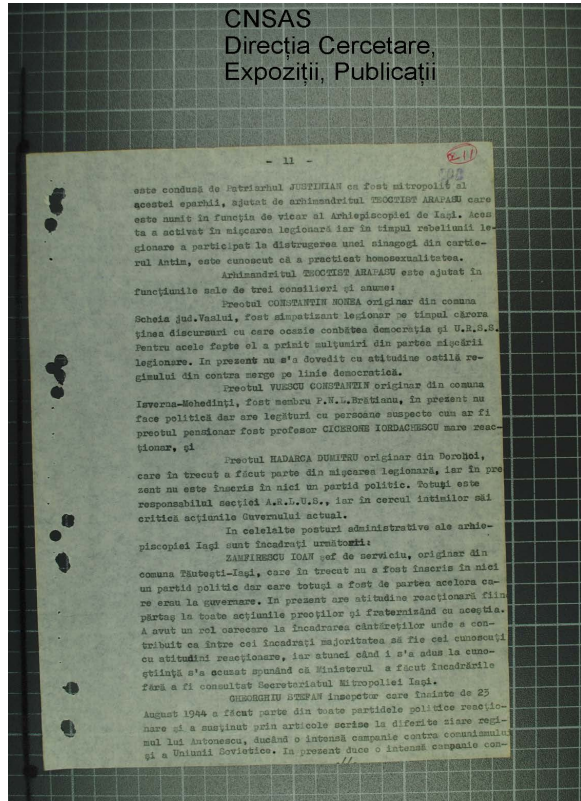 CNSAS
Direcția Cercetare,
Expoziții, Publicații
- 11 -
211
este condusă de Patriarhul JUSTINIAN ca fost mitropolit al
acestei eparhii, ajutat de arhimandritul TEOCTIST ARAPASU care
este numit în funcția de vicar al Arhiepiscopiei de Iași. Aces
ta a activat în mișcarea legionară iar în timpul rebeliunii le-
gionare a participat la distrugerea unei sinagogi din cartie-
rul Antim, este cunoscut că a practicat homosexualitatea.
Arhimandritul TEOCTIST ARAPASU este ajutat în
funcțiunile sale de trei consilieri și anume:
Preotul CONSTANTIN NONEA originar din comuna
Scheia jud.Vaslui, fost simpatizant legionar pe timpul cărora
ținea discursuri cu care ocazie combătea democrația și U.R.S.S.
Pentru acele fapte el a primit mulțumiri din partea mișcării
legionare. In prezent nu s'a dovedit cu atitudine ostilă re-
gimului din contra merge pe linie democratică.
Preotul VUESCU CONSTANTIN originar din comuna
Isverna-Mehedinți, fost membru P.N.L.Brătianu, în prezent nu
face politică dar are legături cu persoane suspecte cum ar fi
preotul pensionar fost profesor CICERONE IORDACHESCU mare reac-
ționar, și
Preotul HADARCA DUMITRU originar din Dorohoi,
care în trecut a făcut parte din mișcarea legionară, iar în pre
zent nu este înscris în nici un partid politic. Totuși este
responsabilul secției A.R.L.U.S., iar în cercul intimilor săi
critică acțiunile Guvernului actual.
In celelalte posturi administrative ale arhie-
piscopiei Iași sunt încadrați următorii:
ZAMFIRESCU IOAN șef de serviciu, originar din
comuna Tăutești-Iași, care în trecut nu a fost înscris în nici
un partid politic dar care totuși a fost de partea acelora ca-
re erau la guvernare. In prezent are atitudine reacționară fiin
părtaș la toate acțiunile preoților și fraternizând cu aceștia.
A avut un rol oarecare la încadrarea cântăreților unde a con-
tribuit ca între cei încadrați majoritatea să fie cei cunoscuți
cu atitudini reacționare, iar atunci când i s'a adus la cuno-
știință s'a scuzat spunând că Ministerul a făcut încadrările
fără a fi consultat Secretariatul Mitropoliei Iași.
GHEORGHIU STEFAN inspector care înainte de 23
August 1944 a făcut parte din toate partidele politice reacțio-
nare și a susținut prin articole scrise la diferite ziare regi-
mul lui Antonescu, ducând o intensă campanie contra comunismului
și a Uniunii Sovietice. In prezent duce o intensă campanie con-